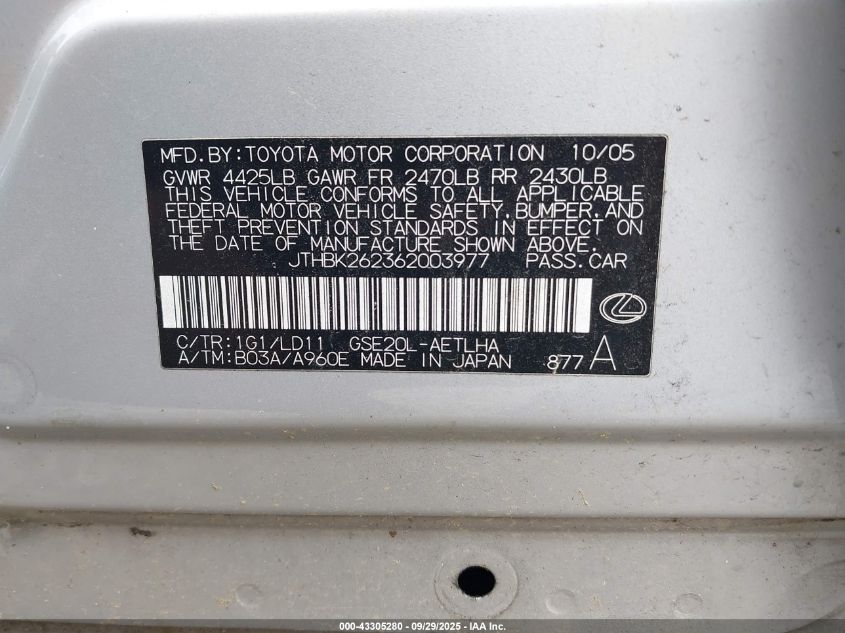 MFD.BY:TOYOTA MOTOR CORPORATION 10/05
GVWR 4425LB GAWR FR 2470LB RR 2430LB
THIS VEHICLE CONFORMS TO ALL APPLICABLE
FEDERAL MOTOR VEHICLE SAFETY,BUMPER,AND
THEFT PREVENTION STANDARDS IN EFFECT ON
THE DATE OF MANUFACTURE SHOWN ABOVE.
JTHBK262362003977 PASS.CAR
C/TR:1G1/LD11 GSE20L-AETLHA
A/TM:B03A/A960E MADE IN JAPAN 877 A
000-43305280 - 09/29/2025 - IAA Inc.